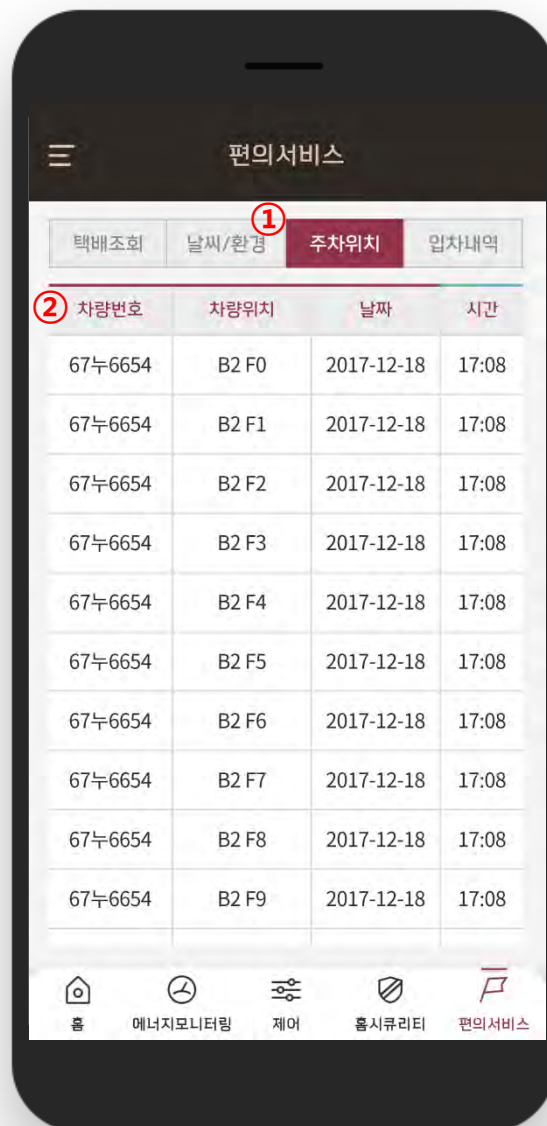 편의서비스
①
택배조회 날씨/환경 주차위치 입차내역
② 차량번호 차량위치 날짜 시간
67누6654 B2 F0 2017-12-18 17:08
67누6654 B2 F1 2017-12-18 17:08
67누6654 B2 F2 2017-12-18 17:08
67누6654 B2 F3 2017-12-18 17:08
67누6654 B2 F4 2017-12-18 17:08
67누6654 B2 F5 2017-12-18 17:08
67누6654 B2 F6 2017-12-18 17:08
67누6654 B2 F7 2017-12-18 17:08
67누6654 B2 F8 2017-12-18 17:08
67누6654 B2 F9 2017-12-18 17:08
홈 에너지모니터링 제어 홈시큐리티 편의서비스